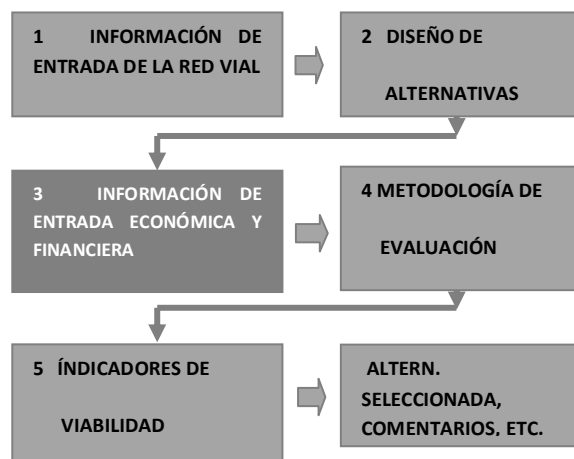 1 INFORMACIÓN DE
ENTRADA DE LA RED VIAL
2 DISEÑO DE
ALTERNATIVAS
3 INFORMACIÓN DE
ENTRADA ECONÓMICA Y
FINANCIERA
4 METODOLOGÍA DE
EVALUACIÓN
5 ÍNDICADORES DE
VIABILIDAD
ALTERN.
SELECCIONADA,
COMENTARIOS, ETC.